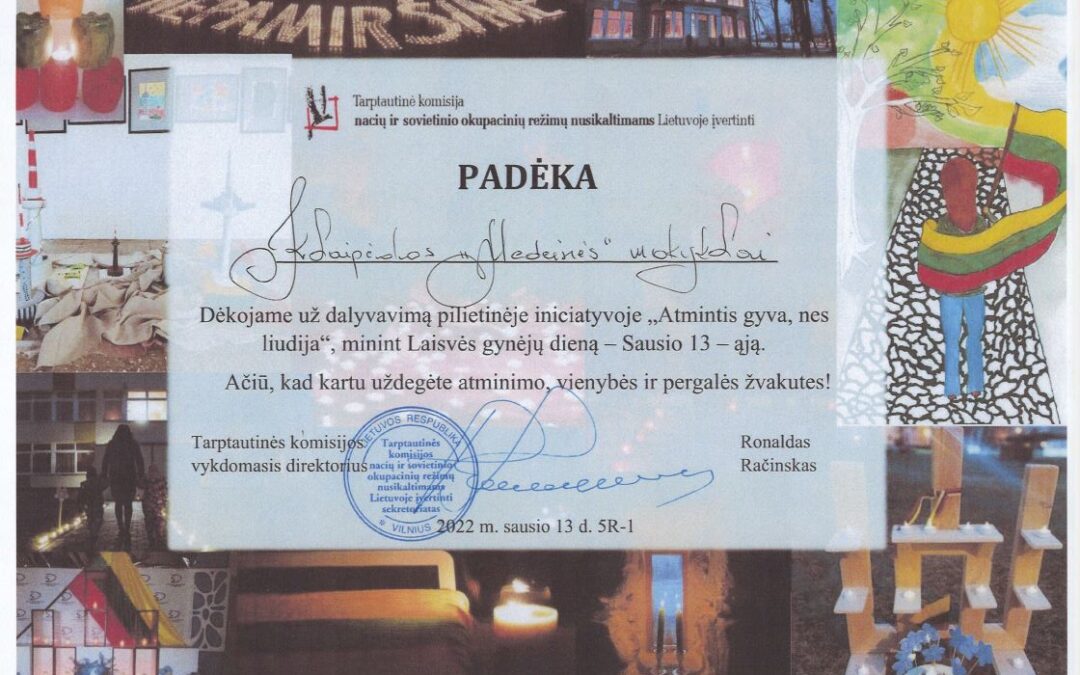 NEPAMIRŠINE
Tarptautinė komisija
nacių ir sovietinio okupacinių režimų nusikaltimams Lietuvoje įvertinti
PADĖKA
Klaipėdos „Medeinės" mokyklai
Dėkojame už dalyvavimą pilietinėje iniciatyvoje „Atmintis gyva, nes
liudija“, minint Laisvės gynėjų dieną – Sausio 13 – ąją.
Ačiū, kad kartu uždegėte atminimo, vienybės ir pergalės žvakutes!
Tarptautinės komisijos
vykdomasis direktorius
Ronaldas
Račinskas
LIETUVOS RESPUBLIKA
Tarptautinės
komisijos
nacių ir sovietinio
okupacinių režimų
nusikaltimams
Lietuvoje įvertinti
sekretoriatas
* VILNIUS *
2022 m. sausio 13 d. 5R-1